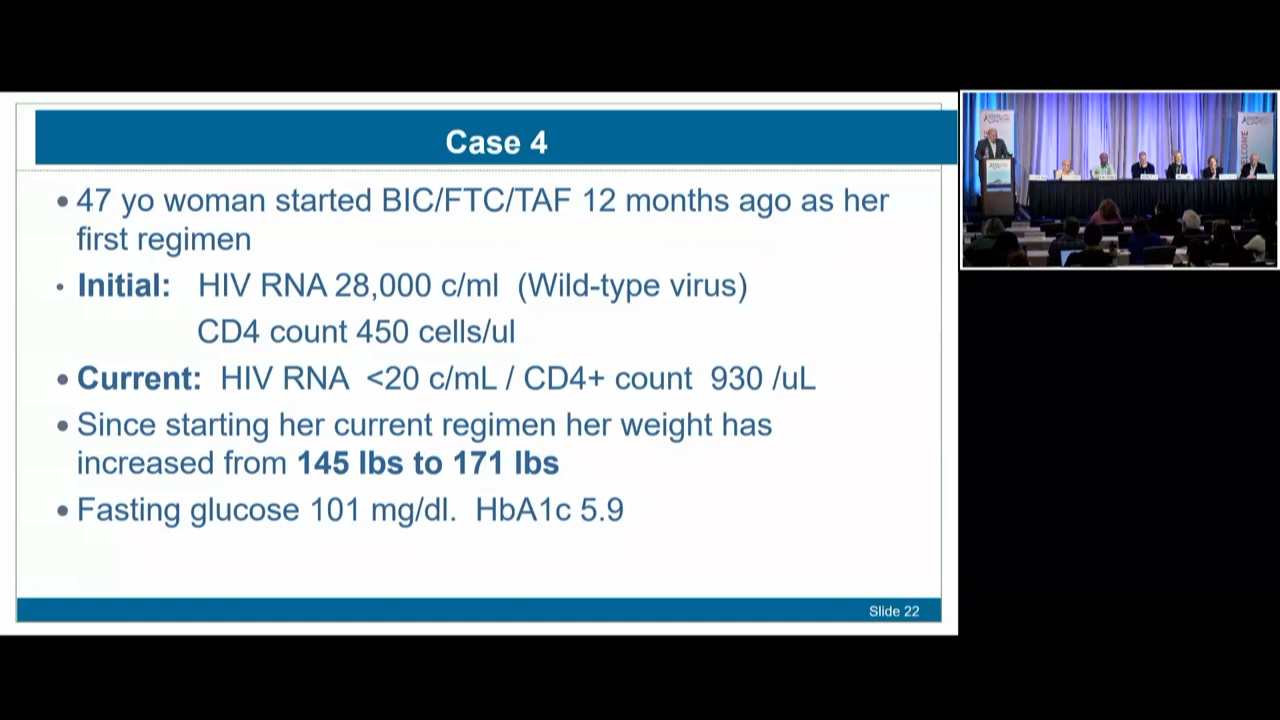 Case 4
• 47 yo woman started BIC/FTC/TAF 12 months ago as her
first regimen
• Initial: HIV RNA 28,000 c/ml (Wild-type virus)
CD4 count 450 cells/ul
• Current: HIV RNA <20 c/mL / CD4+ count 930 /uL
• Since starting her current regimen her weight has
increased from 145 lbs to 171 lbs
• Fasting glucose 101 mg/dl. HbA1c 5.9
Slide 22